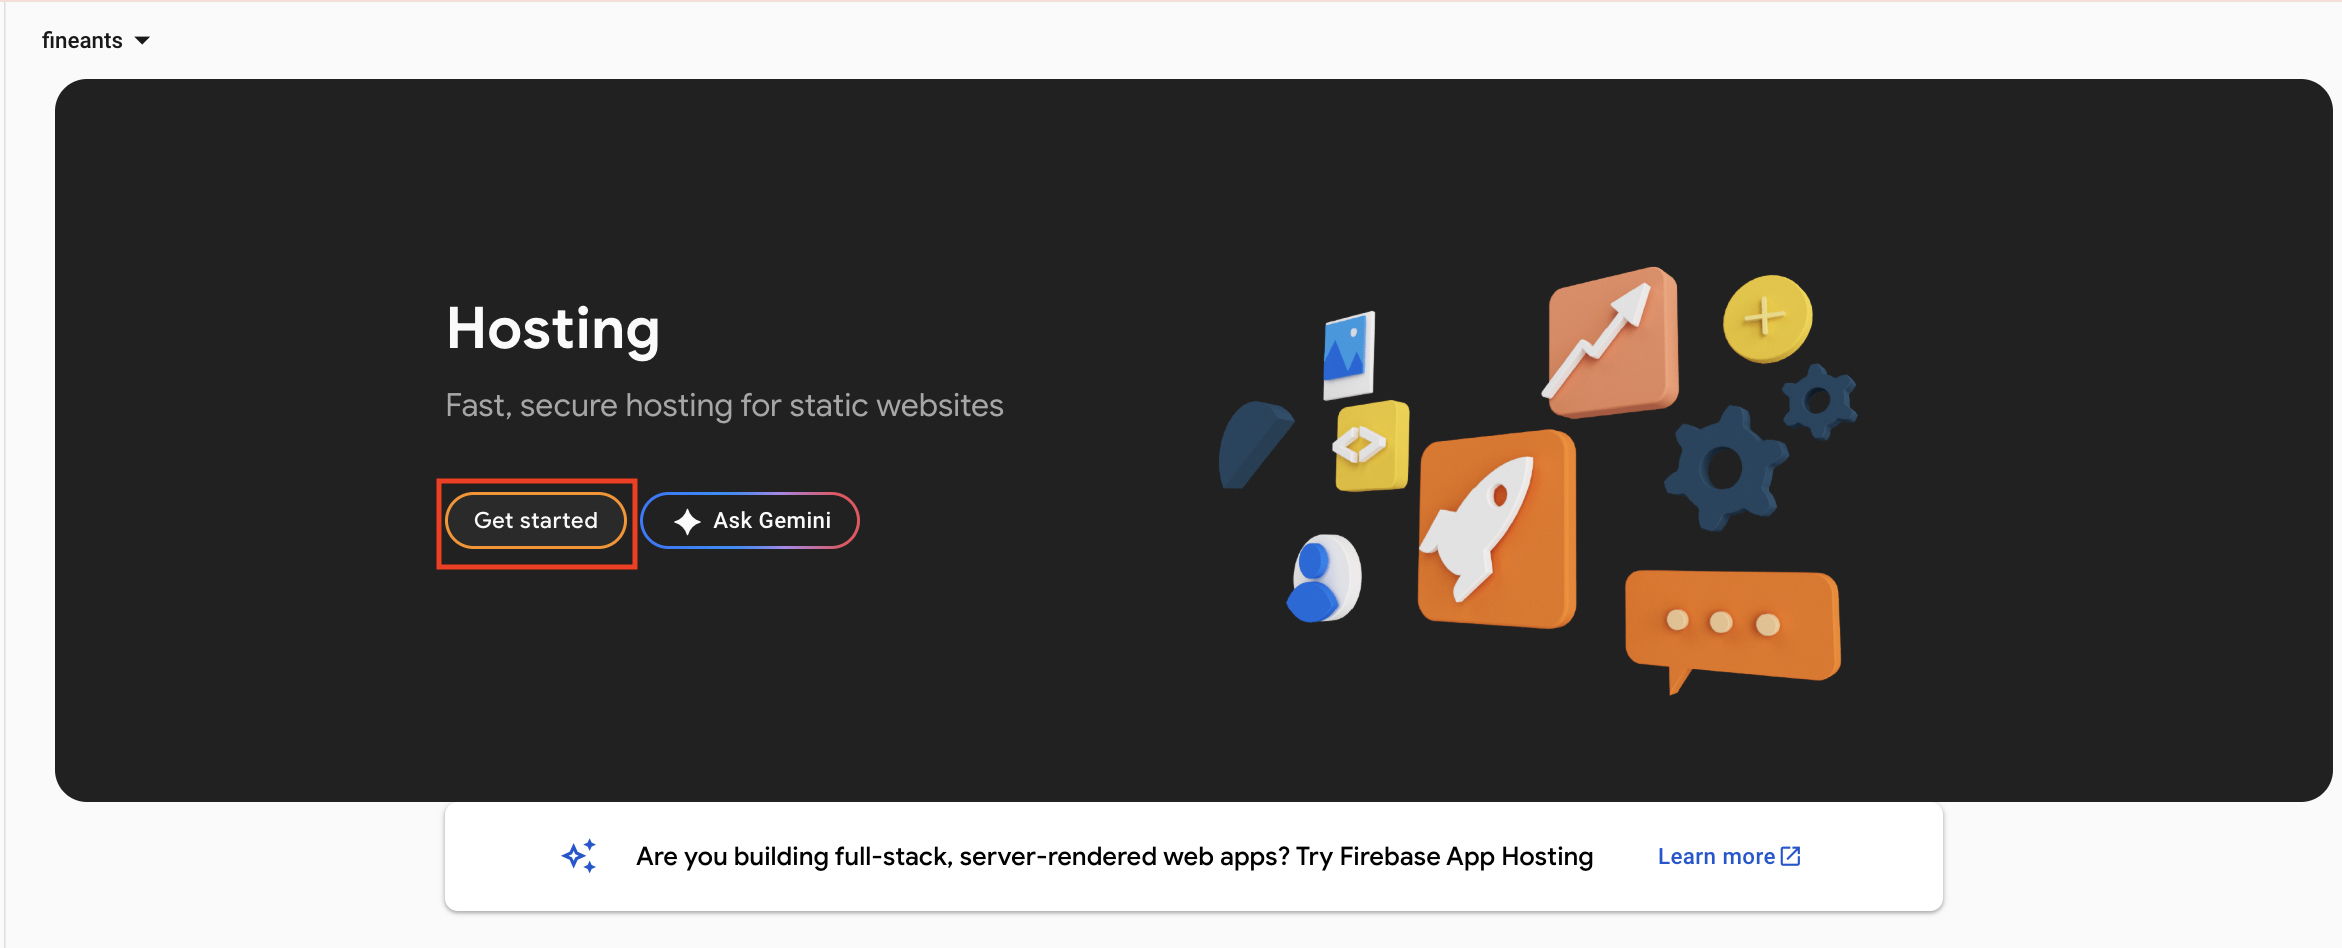 fineants
Hosting
Fast, secure hosting for static websites
Get started
Ask Gemini
Are you building full-stack, server-rendered web apps? Try Firebase App Hosting
Learn more